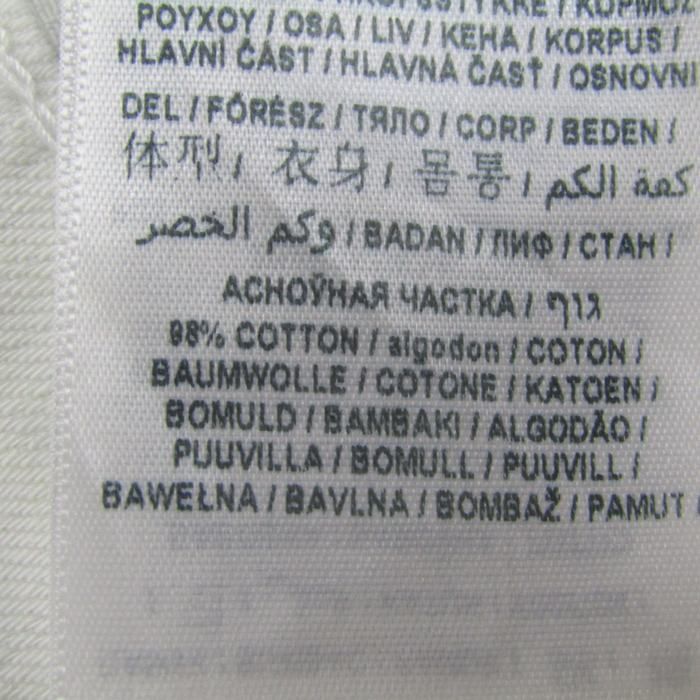 POYXOY / OSA / LIV / KEHA / KORPUS /
HLAVNÍ ČÁST / HLAVNÁ ČASŤ / OSNOVNI
DEL / FŐRÉSZ / ТЯЛО / CORP / BEDEN /
体型 / 衣身 / 몸통 / كمة الكم
وكم الخصر / BADAN / ЛИФ / СТАН /
АСНОЎНАЯ ЧАСТКА / גוף
98% COTTON / algodon / COTON /
BAUMWOLLE / COTONE / KATOEN /
BOMULD / BAMBAKI / ALGODÃO /
PUUVILLA / BOMULL / PUUVILL /
BAWEŁNA / BAVLNA / BOMBAŽ / PAMUT